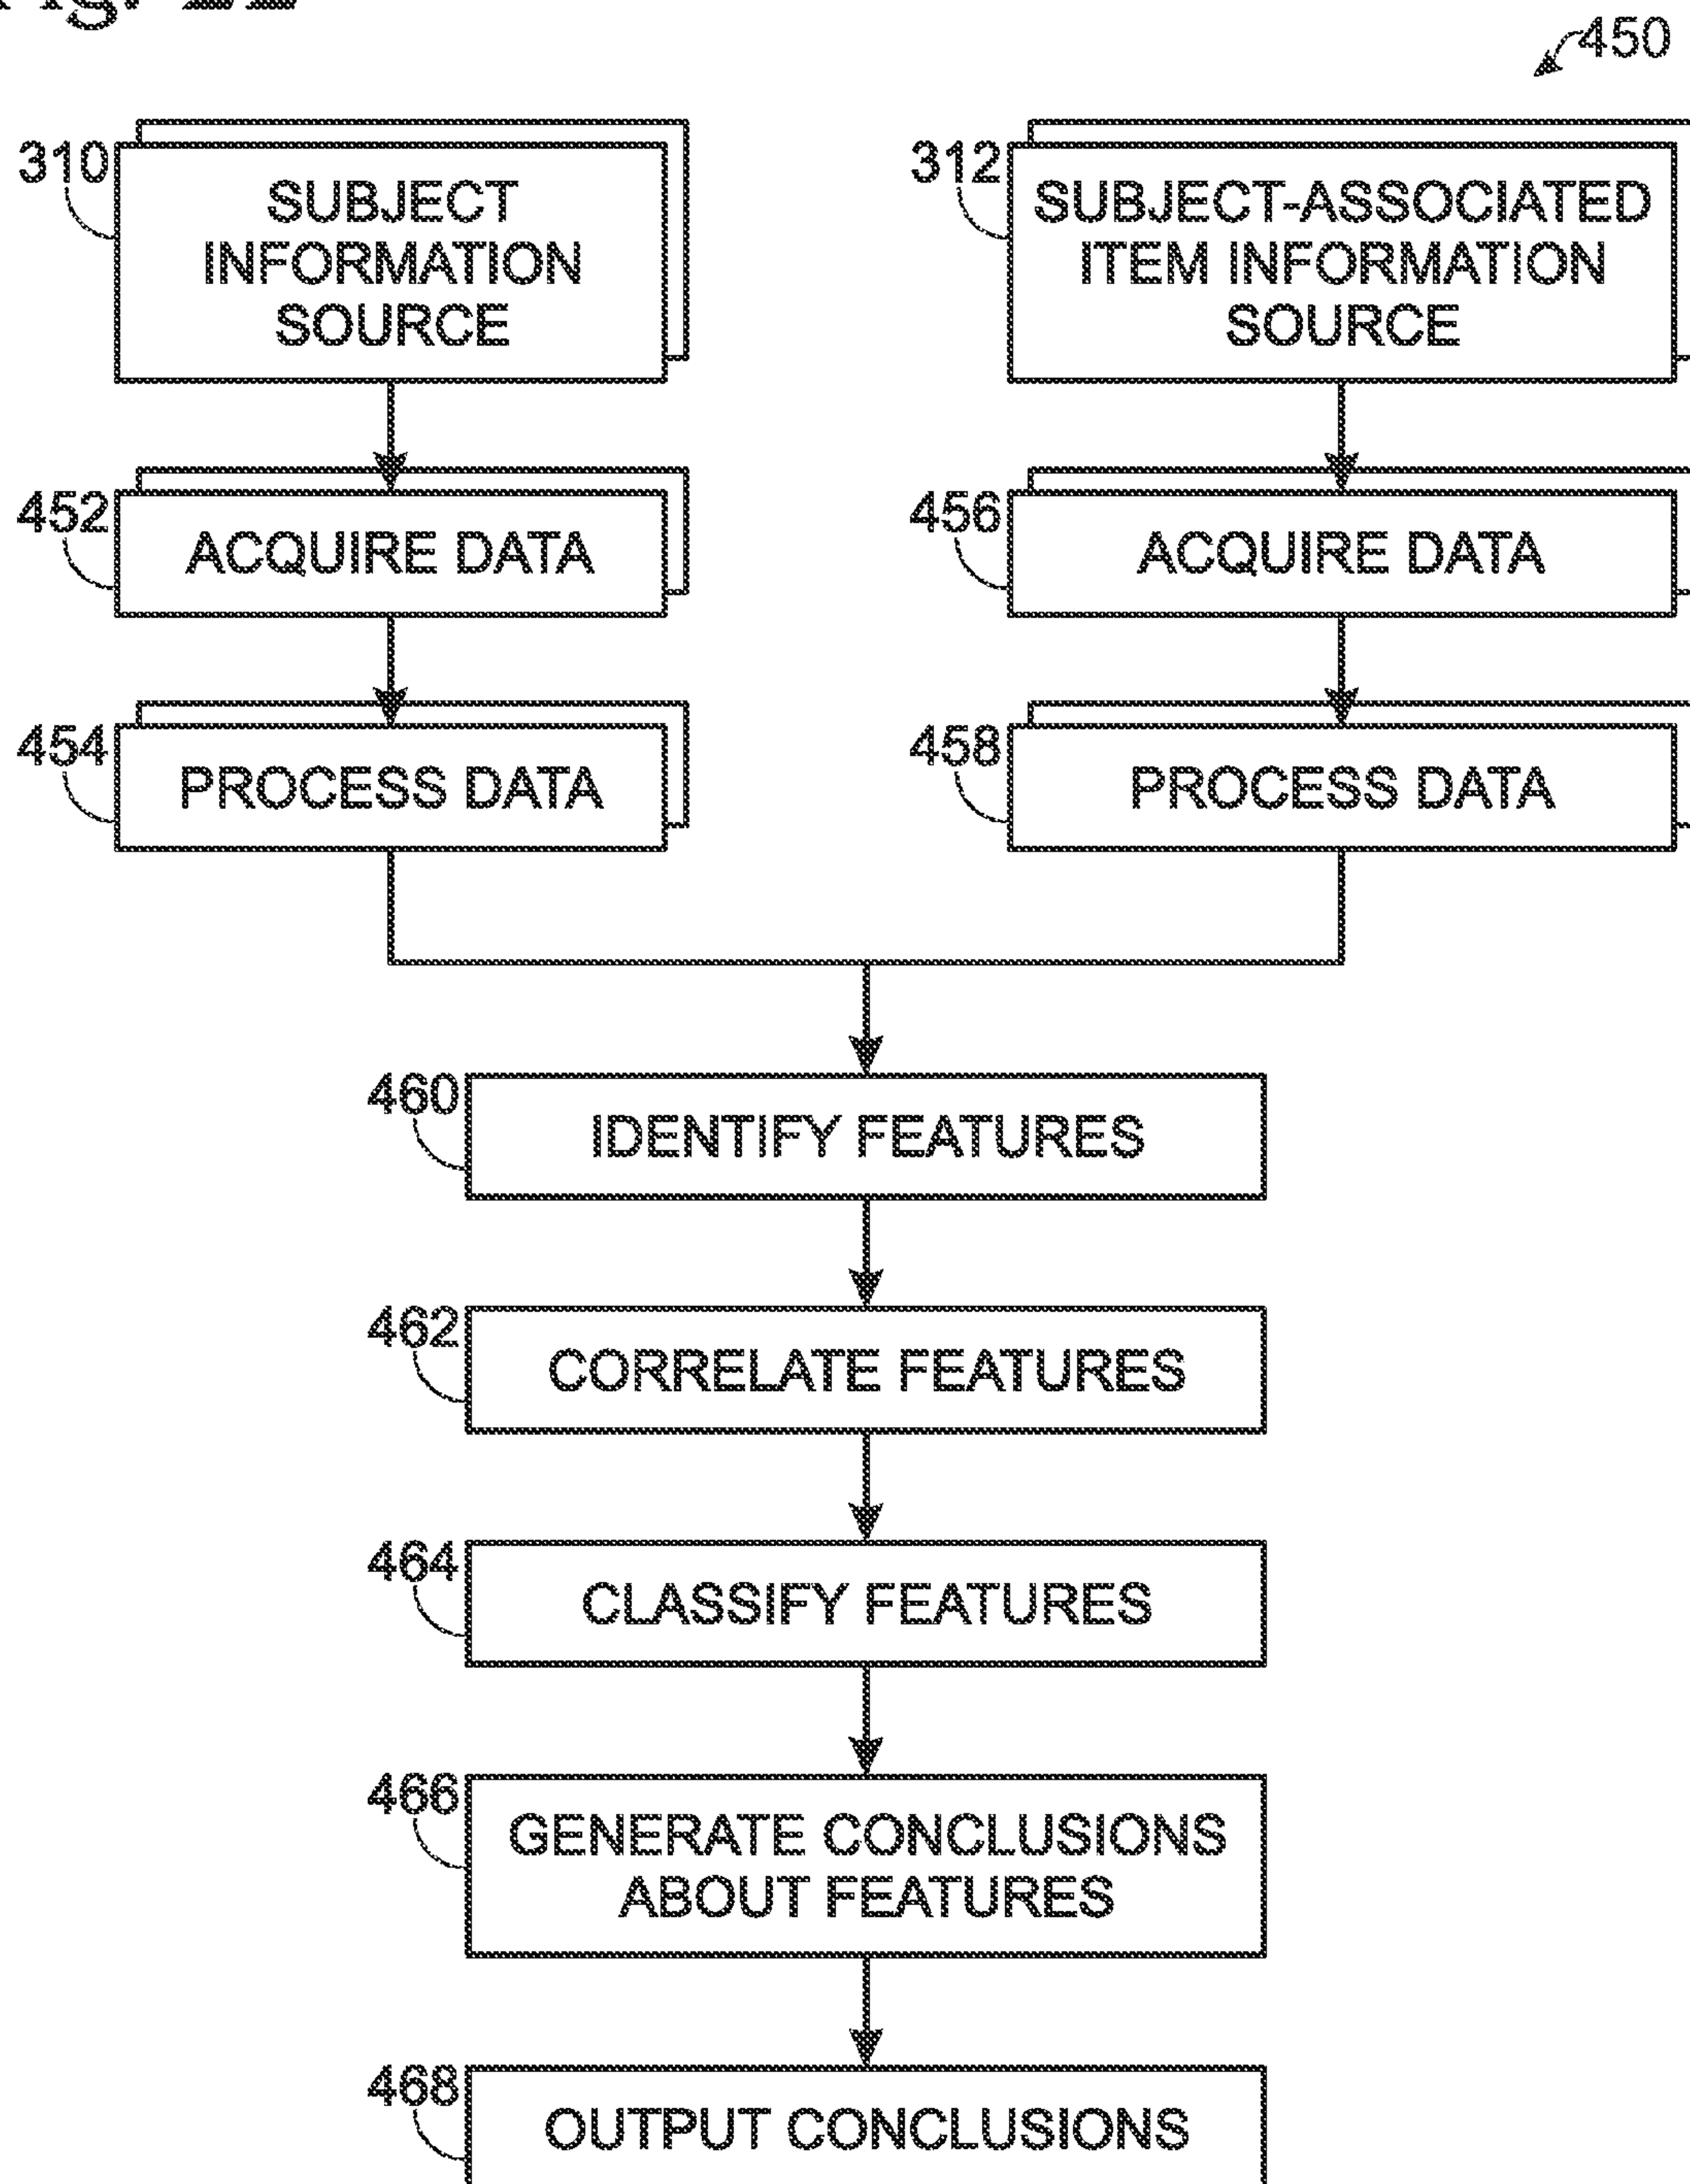 450
310
SUBJECT
INFORMATION
SOURCE
312
SUBJECT-ASSOCIATED
ITEM INFORMATION
SOURCE
452
ACQUIRE DATA
456
ACQUIRE DATA
454
PROCESS DATA
458
PROCESS DATA
460
IDENTIFY FEATURES
462
CORRELATE FEATURES
464
CLASSIFY FEATURES
466
GENERATE CONCLUSIONS
ABOUT FEATURES
468
OUTPUT CONCLUSIONS